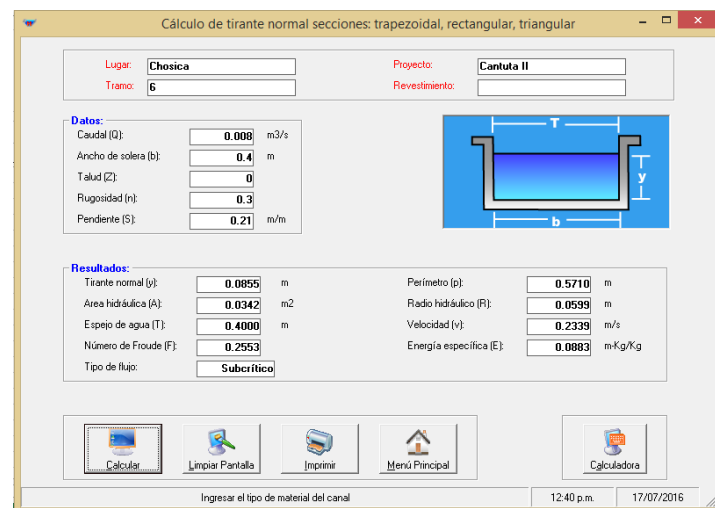 Cálculo de tirante normal secciones: trapezoidal, rectangular, triangular
Lugar: Chosica Proyecto: Cantuta II
Tramo: 6 Revestimiento:
Datos:
Caudal (Q): 0.008 m3/s
Ancho de solera (b): 0.4 m
Talud (Z): 0
Rugosidad (n): 0.3
Pendiente (S): 0.21 m/m
T
y
b
Resultados:
Tirante normal (y): 0.0855 m Perímetro (p): 0.5710 m
Area hidráulica (A): 0.0342 m2 Radio hidráulico (R): 0.0599 m
Espejo de agua (T): 0.4000 m Velocidad (v): 0.2339 m/s
Número de Froude (F): 0.2553 Energía específica (E): 0.0883 m-Kg/Kg
Tipo de flujo: Subcrítico
Calcular Limpiar Pantalla Imprimir Menú Principal Calculadora
Ingresar el tipo de material del canal 12:40 p.m. 17/07/2016